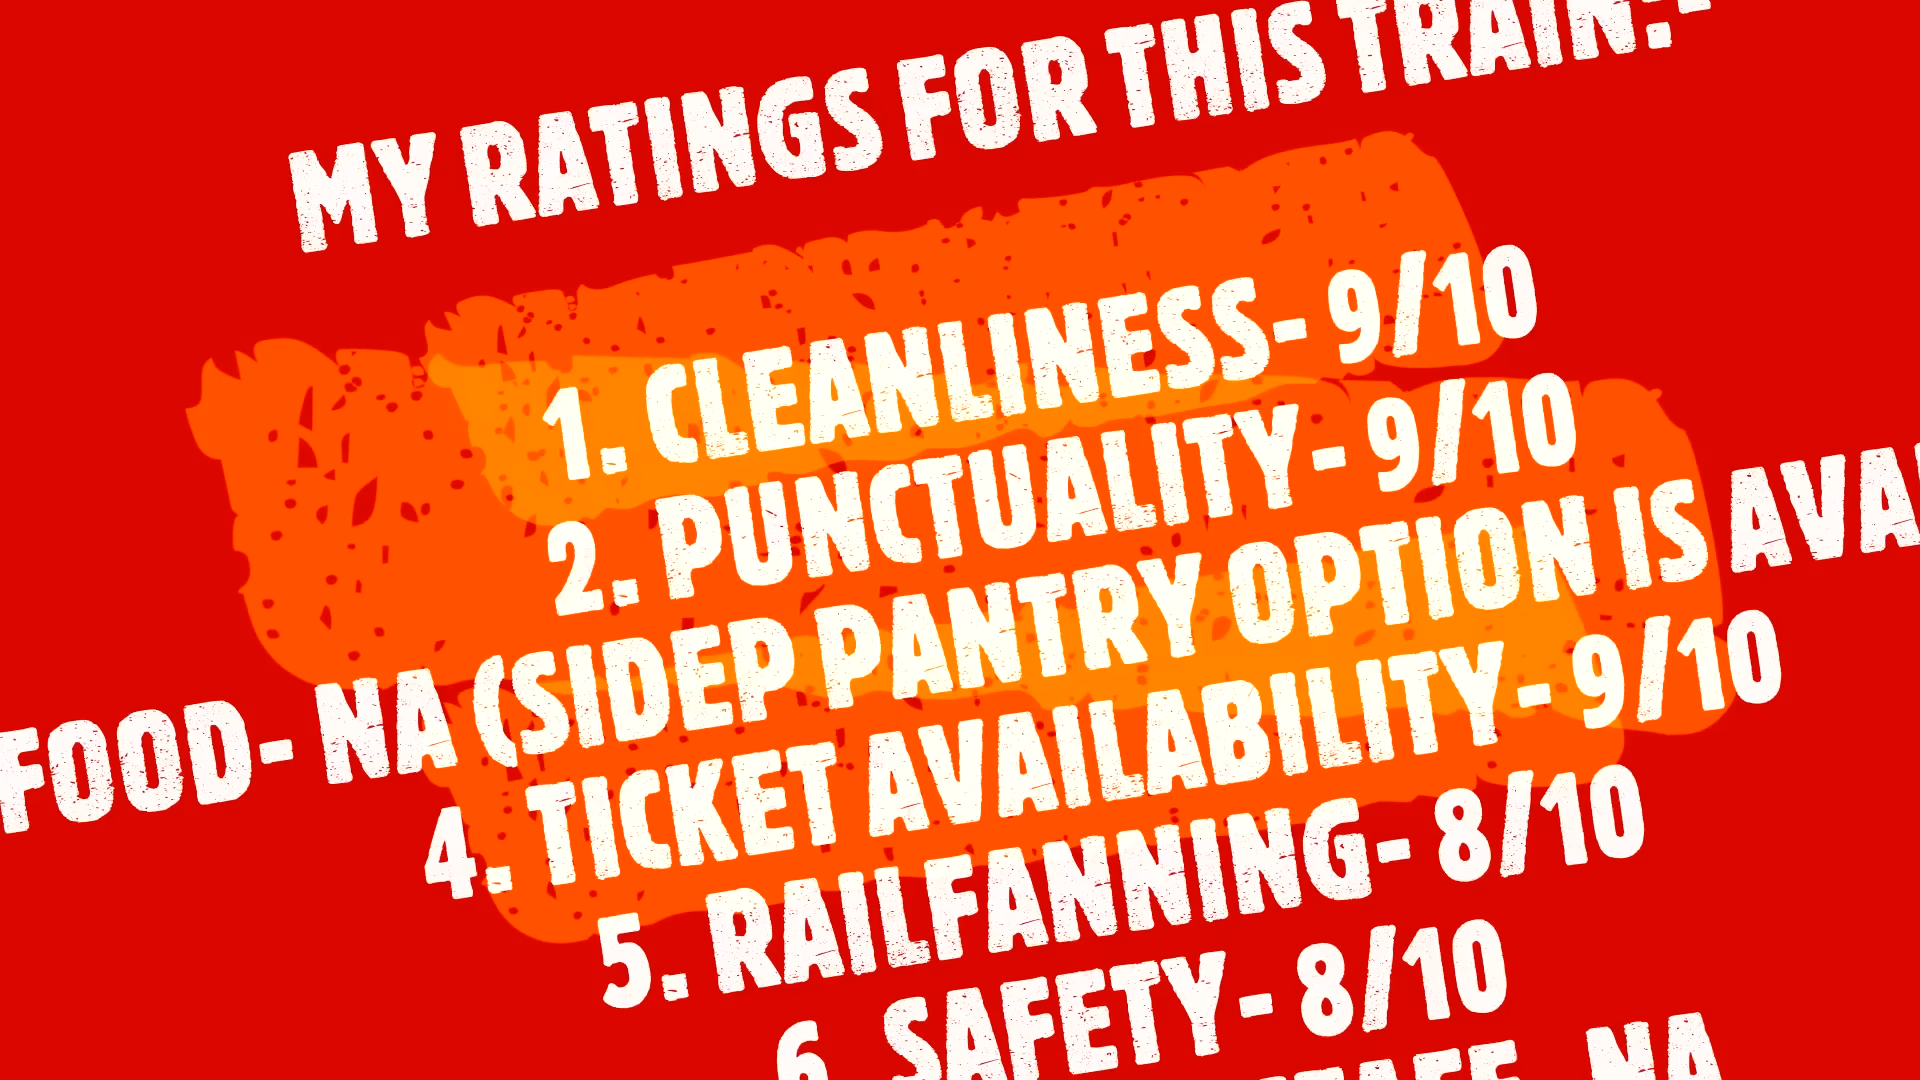 MY RATINGS FOR THIS TRAIN:-
1. CLEANLINESS- 9/10
2. PUNCTUALITY- 9/10
FOOD- NA (SIDEP PANTRY OPTION IS
4. TICKET AVAILABILITY- 9/10
5. RAILFANNING- 8/10
6. SAFETY- 8/10
NA